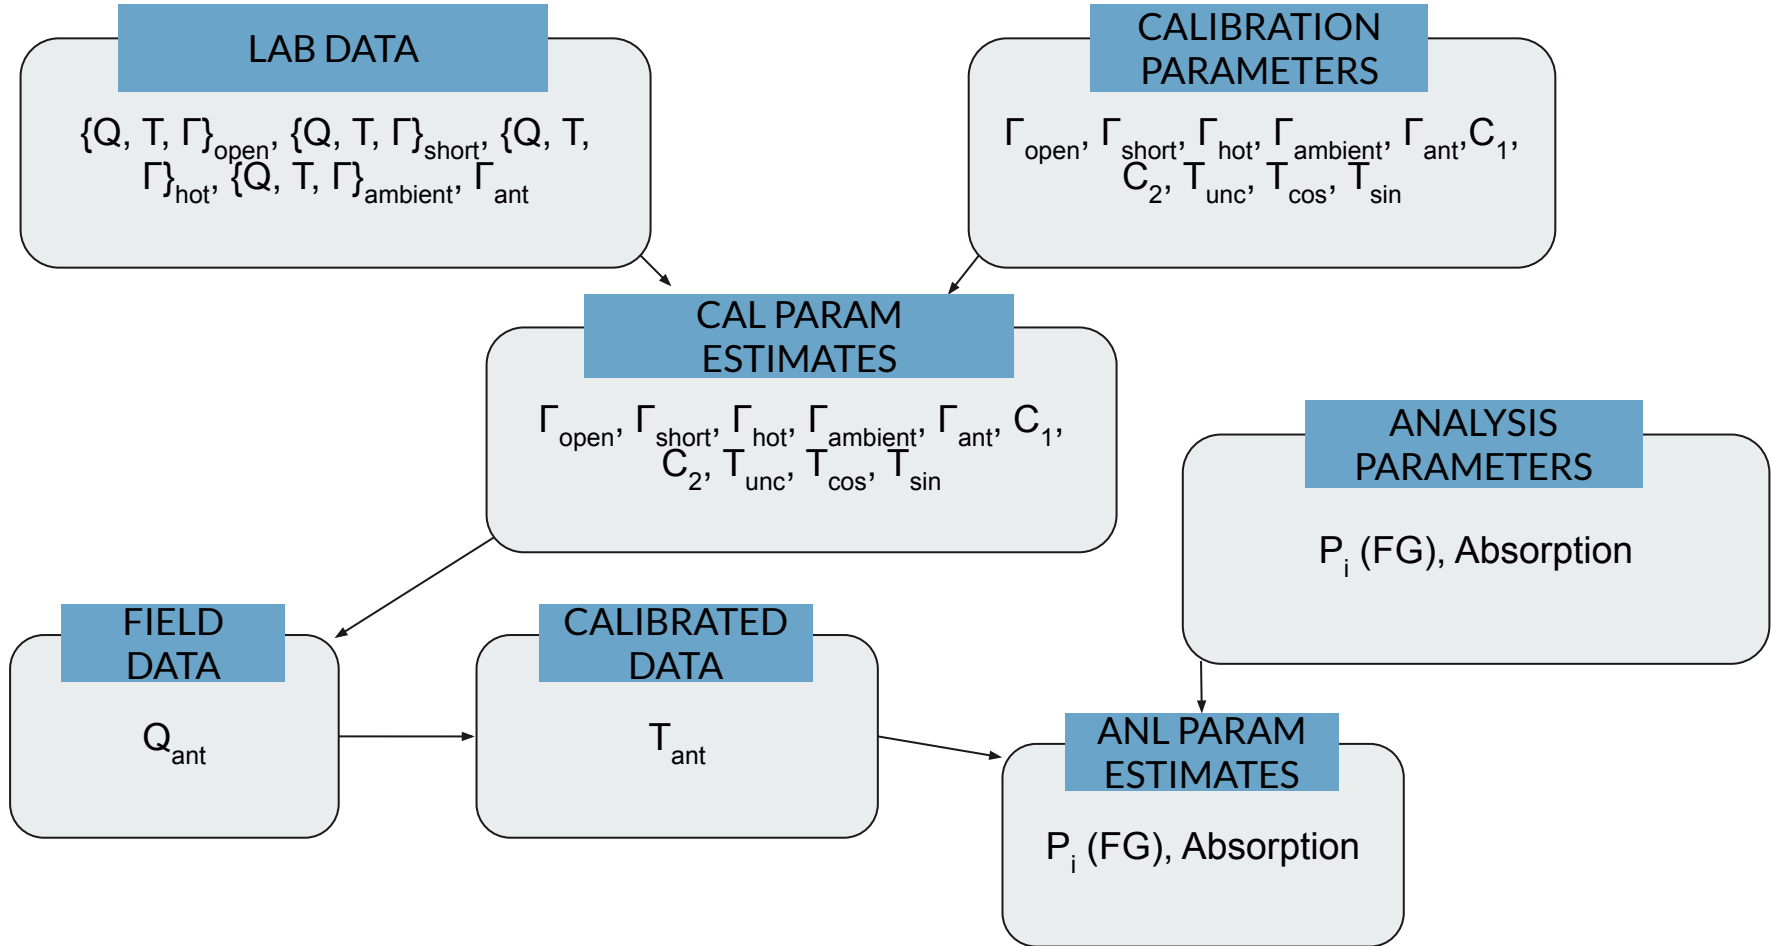 LAB DATA
{Q, T, Γ}open, {Q, T, Γ}short, {Q, T,
Γ}hot, {Q, T, Γ}ambient, Γant
CALIBRATION
PARAMETERS
Γopen, Γshort, Γhot, Γambient, Γant,C1,
C2, Tunc, Tcos, Tsin
CAL PARAM
ESTIMATES
Γopen, Γshort, Γhot, Γambient, Γant, C1,
C2, Tunc, Tcos, Tsin
ANALYSIS
PARAMETERS
Pi (FG), Absorption
FIELD
DATA
Qant
CALIBRATED
DATA
Tant
ANL PARAM
ESTIMATES
Pi (FG), Absorption